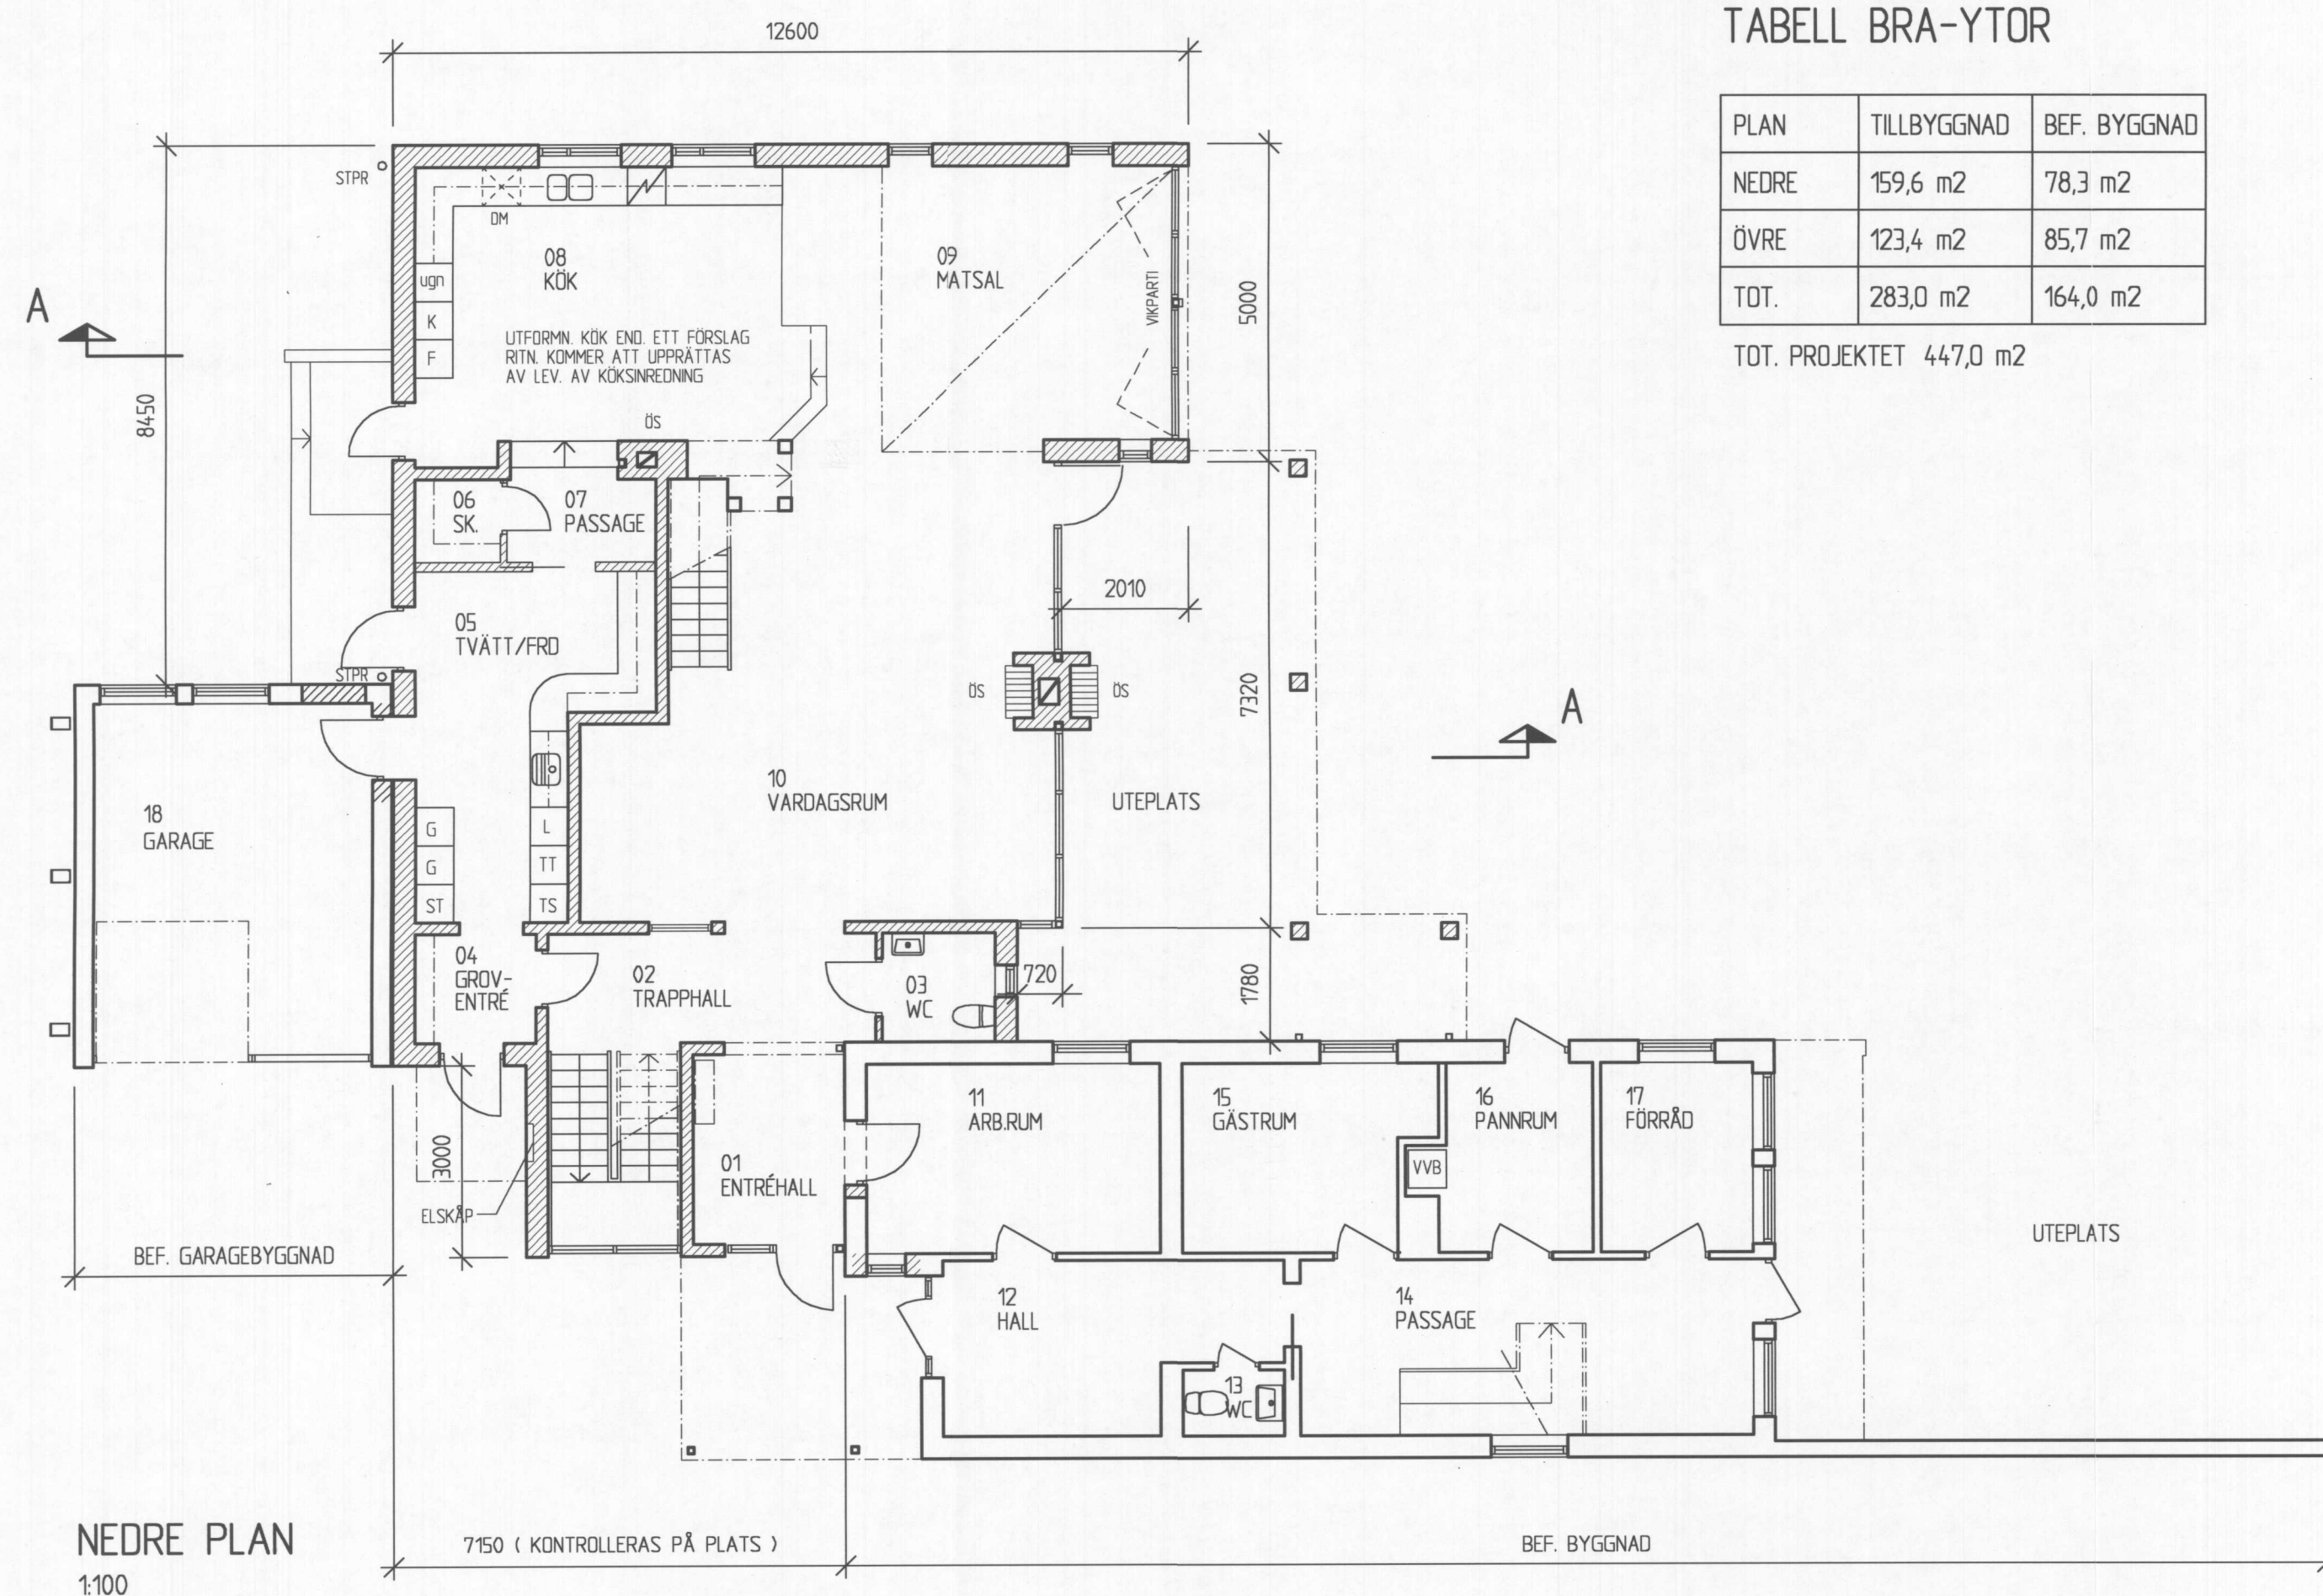 TABELL BRA-YTOR
PLAN TILLBYGGNAD BEF. BYGGNAD
NEDRE 159,6 m2 78,3 m2
ÖVRE 123,4 m2 85,7 m2
TOT. 283,0 m2 164,0 m2
TOT. PROJEKTET 447,0 m2
12600
STPR
DM
08
KÖK
09
MATSAL
ugn
K
F
VIKPARTI
5000
A
8450
UTFORMN. KÖK END. ETT FÖRSLAG
RITN. KOMMER ATT UPPRÄTTAS
AV LEV. AV KÖKSINREDNING
ÖS
06
SK.
07
PASSAGE
2010
05
TVÄTT/FRD
STPR
ÖS
ÖS
7320
A
10
VARDAGSRUM
UTEPLATS
18
GARAGE
G
G
ST
L
TT
TS
04
GROV-
ENTRÉ
02
TRAPPHALL
03
WC
720
1780
3000
ELSKÅP
01
ENTRÉHALL
11
ARB.RUM
15
GÄSTRUM
16
PANNRUM
17
FÖRRÅD
VVB
UTEPLATS
BEF. GARAGEBYGGNAD
12
HALL
14
PASSAGE
13
WC
NEDRE PLAN
1:100
7150 ( KONTROLLERAS PÅ PLATS )
BEF. BYGGNAD